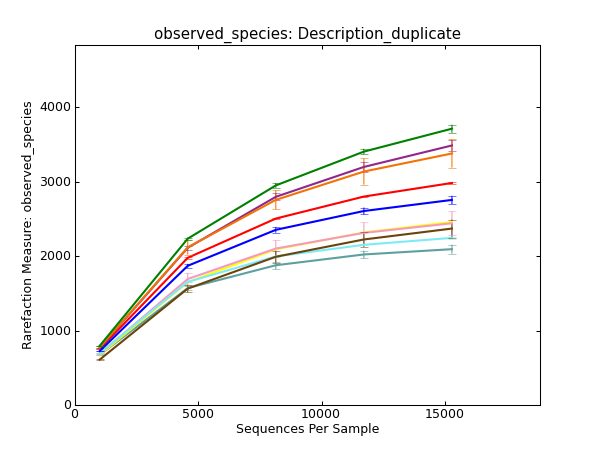 observed_species: Description_duplicate
4000
3000
2000
1000
0
Rarefaction Measure: observed_species
0 5000 10000 15000
Sequences Per Sample